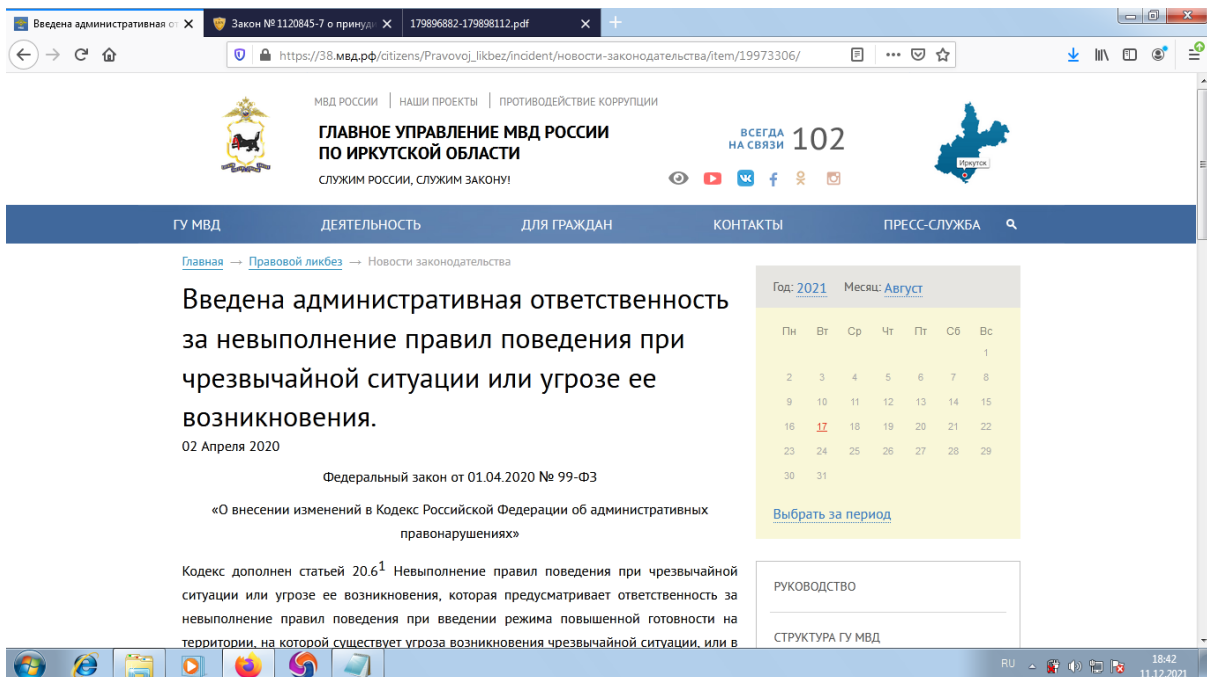 Введена административная от
Закон № 1120845-7 о принуди
179896882-179898112.pdf
https://38.мвд.рф/citizens/Pravovoj_likbez/incident/новости-законодательства/item/19973306/
МВД РОССИИ | НАШИ ПРОЕКТЫ | ПРОТИВОДЕЙСТВИЕ КОРРУПЦИИ
ГЛАВНОЕ УПРАВЛЕНИЕ МВД РОССИИ
ПО ИРКУТСКОЙ ОБЛАСТИ
СЛУЖИМ РОССИИ, СЛУЖИМ ЗАКОНУ!
ВСЕГДА
НА СВЯЗИ 102
Иркутск
ГУ МВД ДЕЯТЕЛЬНОСТЬ ДЛЯ ГРАЖДАН КОНТАКТЫ ПРЕСС-СЛУЖБА
Главная → Правовой ликбез → Новости законодательства
Введена административная ответственность
за невыполнение правил поведения при
чрезвычайной ситуации или угрозе ее
возникновения.
02 Апреля 2020
Федеральный закон от 01.04.2020 № 99-ФЗ
«О внесении изменений в Кодекс Российской Федерации об административных
правонарушениях»
Кодекс дополнен статьей 20.6¹ Невыполнение правил поведения при чрезвычайной
ситуации или угрозе ее возникновения, которая предусматривает ответственность за
невыполнение правил поведения при введении режима повышенной готовности на
территории, на которой существует угроза возникновения чрезвычайной ситуации, или в
Год: 2021 Месяц: Август
Пн Вт Ср Чт Пт Сб Вс
1
2 3 4 5 6 7 8
9 10 11 12 13 14 15
16 17 18 19 20 21 22
23 24 25 26 27 28 29
30 31
Выбрать за период
РУКОВОДСТВО
СТРУКТУРА ГУ МВД
RU
18:42
11.12.2021